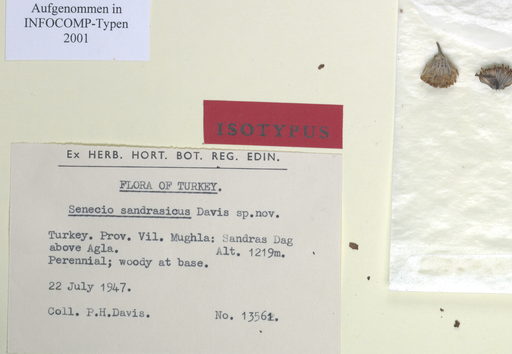 Aufgenommen in
INFOCOMP-Typen
2001
ISOTYPUS
Ex HERB. HORT. BOT. REG. EDIN.
FLORA OF TURKEY.
Senecio sandrasicus Davis sp.nov.
Turkey. Prov. Vil. Mughla: Sandras Dag
above Agla. Alt. 1219m.
Perennial; woody at base.
22 July 1947.
Coll. P.H.Davis. No. 13561.